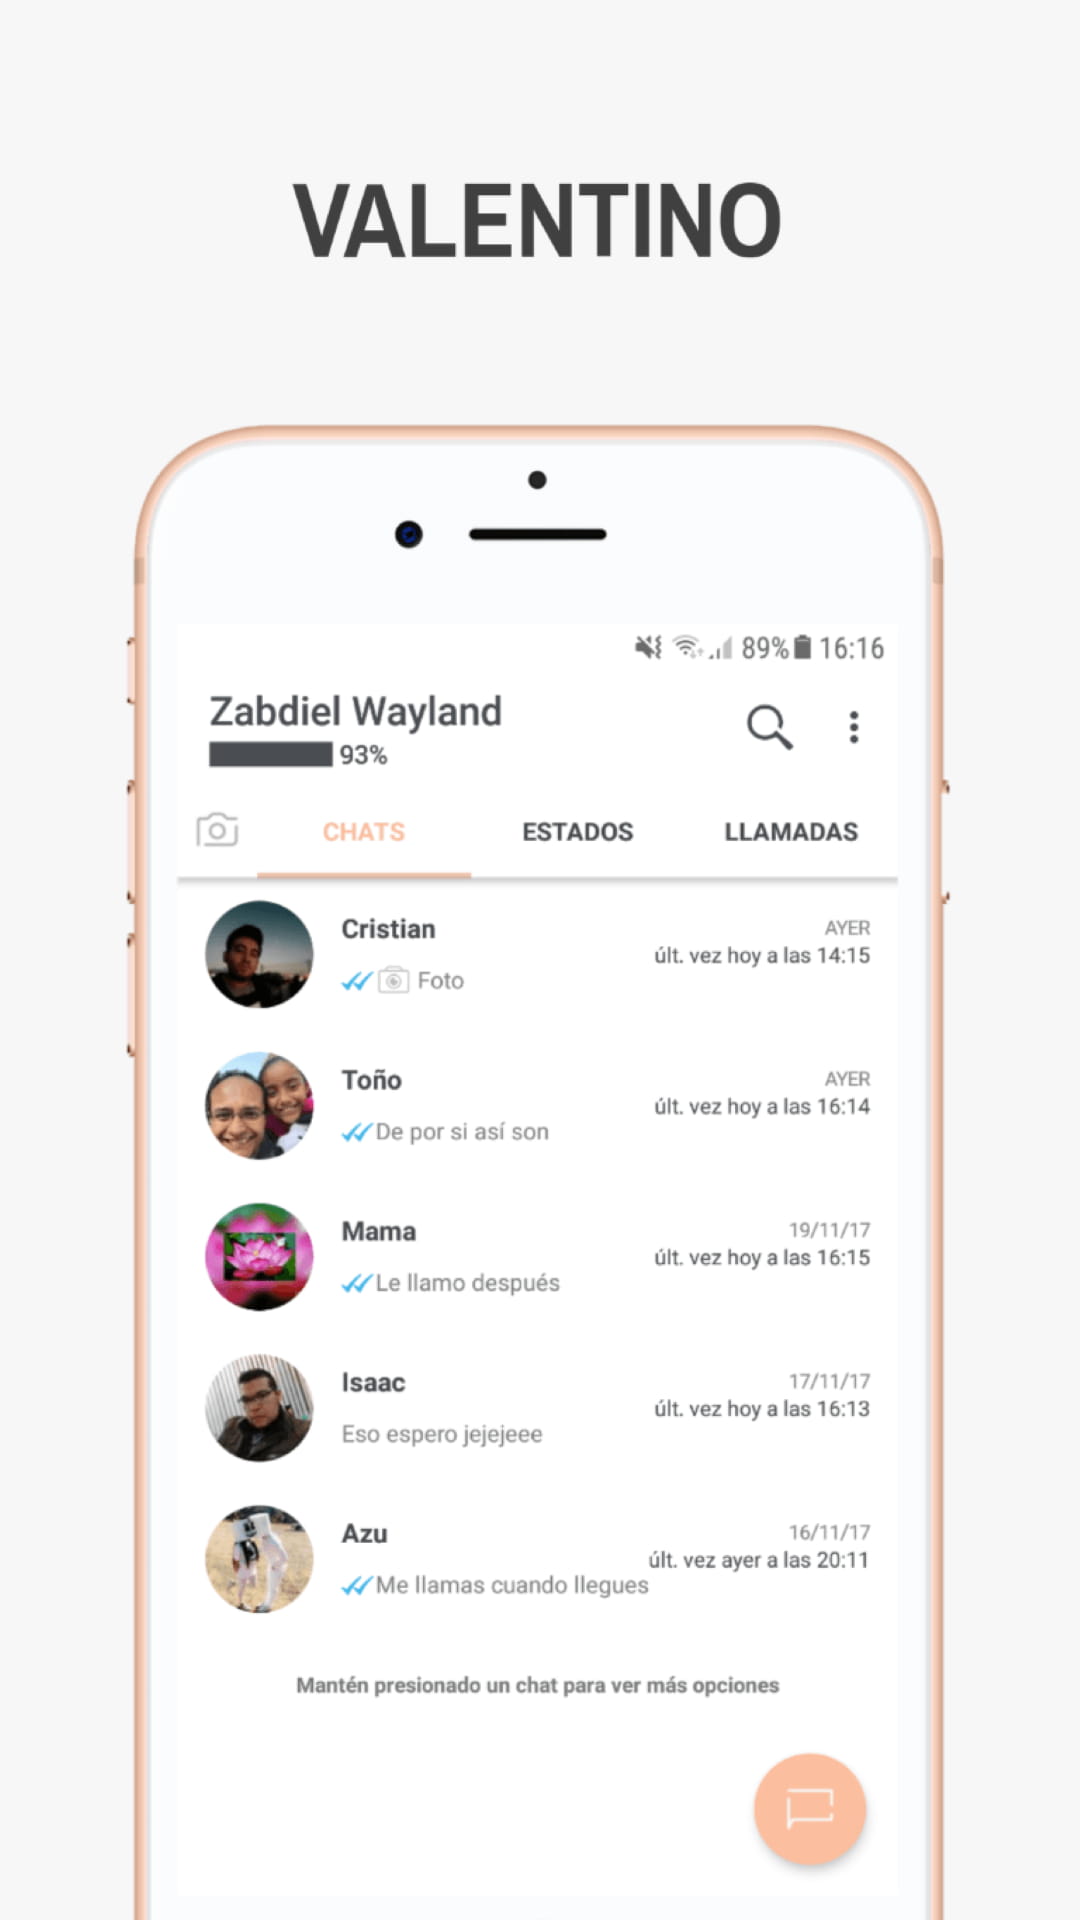 VALENTINO
89% 16:16
Zabdiel Wayland
93%
CHATS ESTADOS LLAMADAS
Cristian AYER
últ. vez hoy a las 14:15
Foto
Toño AYER
últ. vez hoy a las 16:14
De por si así son
Mama 19/11/17
últ. vez hoy a las 16:15
Le llamo después
Isaac 17/11/17
últ. vez hoy a las 16:13
Eso espero jejejeee
Azu 16/11/17
últ. vez ayer a las 20:11
Me llamas cuando llegues
Mantén presionado un chat para ver más opciones